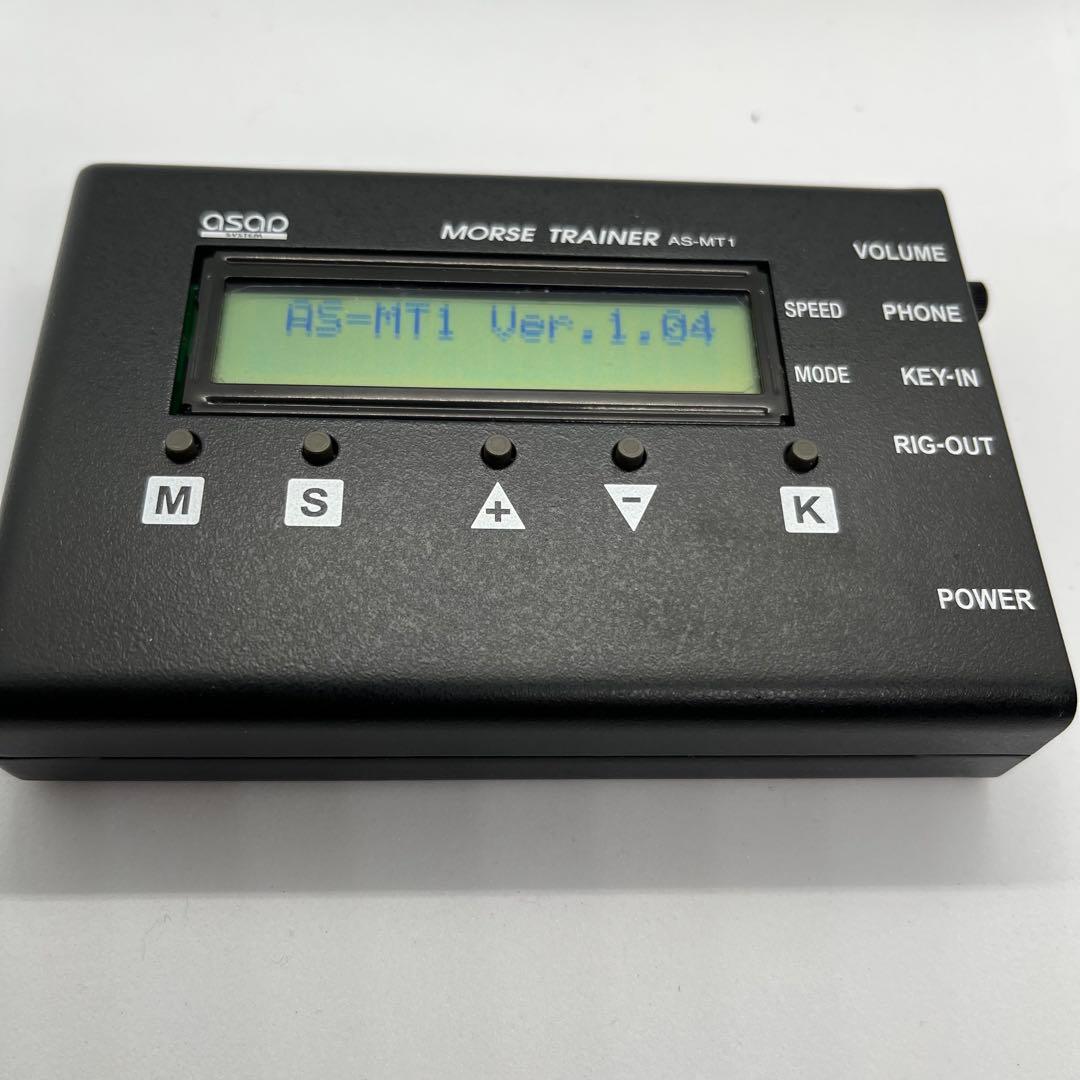 asap
SYSTEM
MORSE TRAINER AS-MT1
VOLUME
AS-MT1 Ver.1.04
SPEED
PHONE
MODE
KEY-IN
RIG-OUT
M
S
+
-
K
POWER